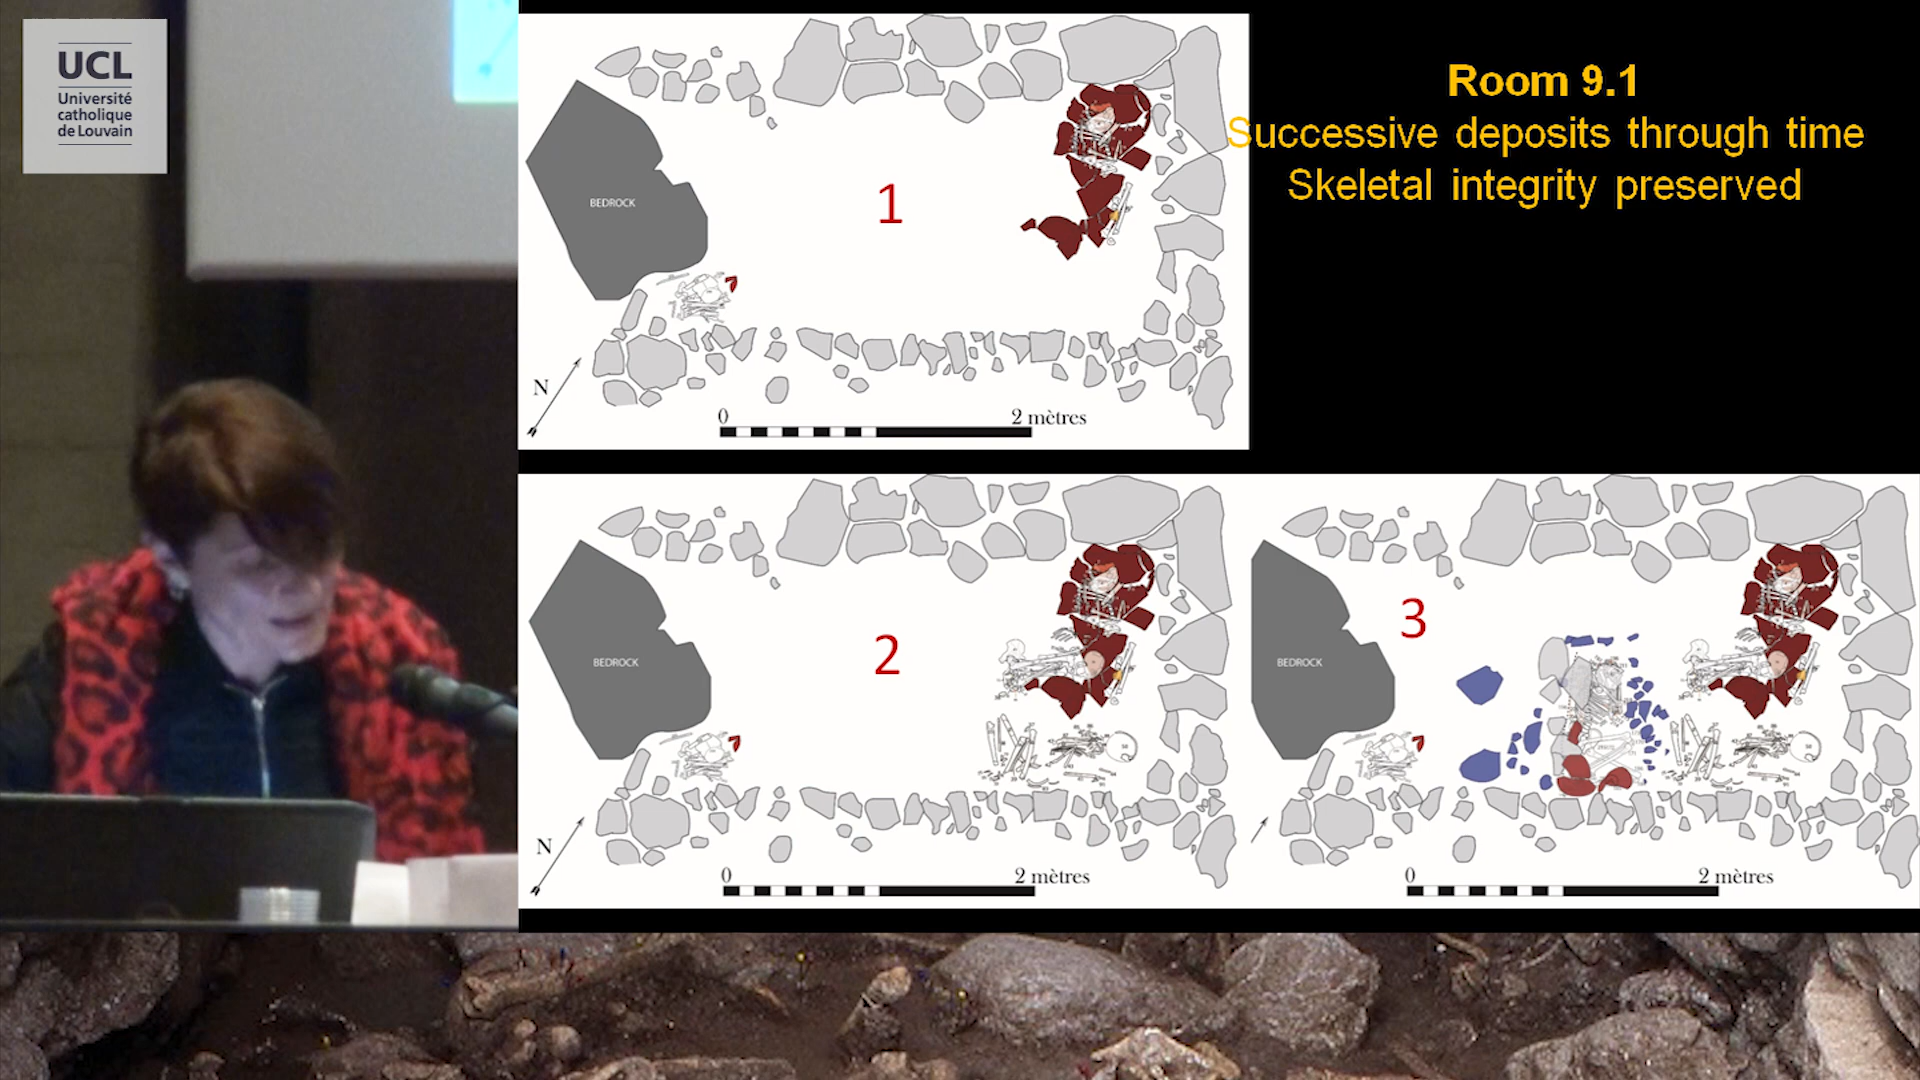 UCL
Université
catholique
de Louvain
Room 9.1
Successive deposits through time
Skeletal integrity preserved
BEDROCK
1
N
0
2 mètres
BEDROCK
2
N
0
2 mètres
BEDROCK
3
0
2 mètres